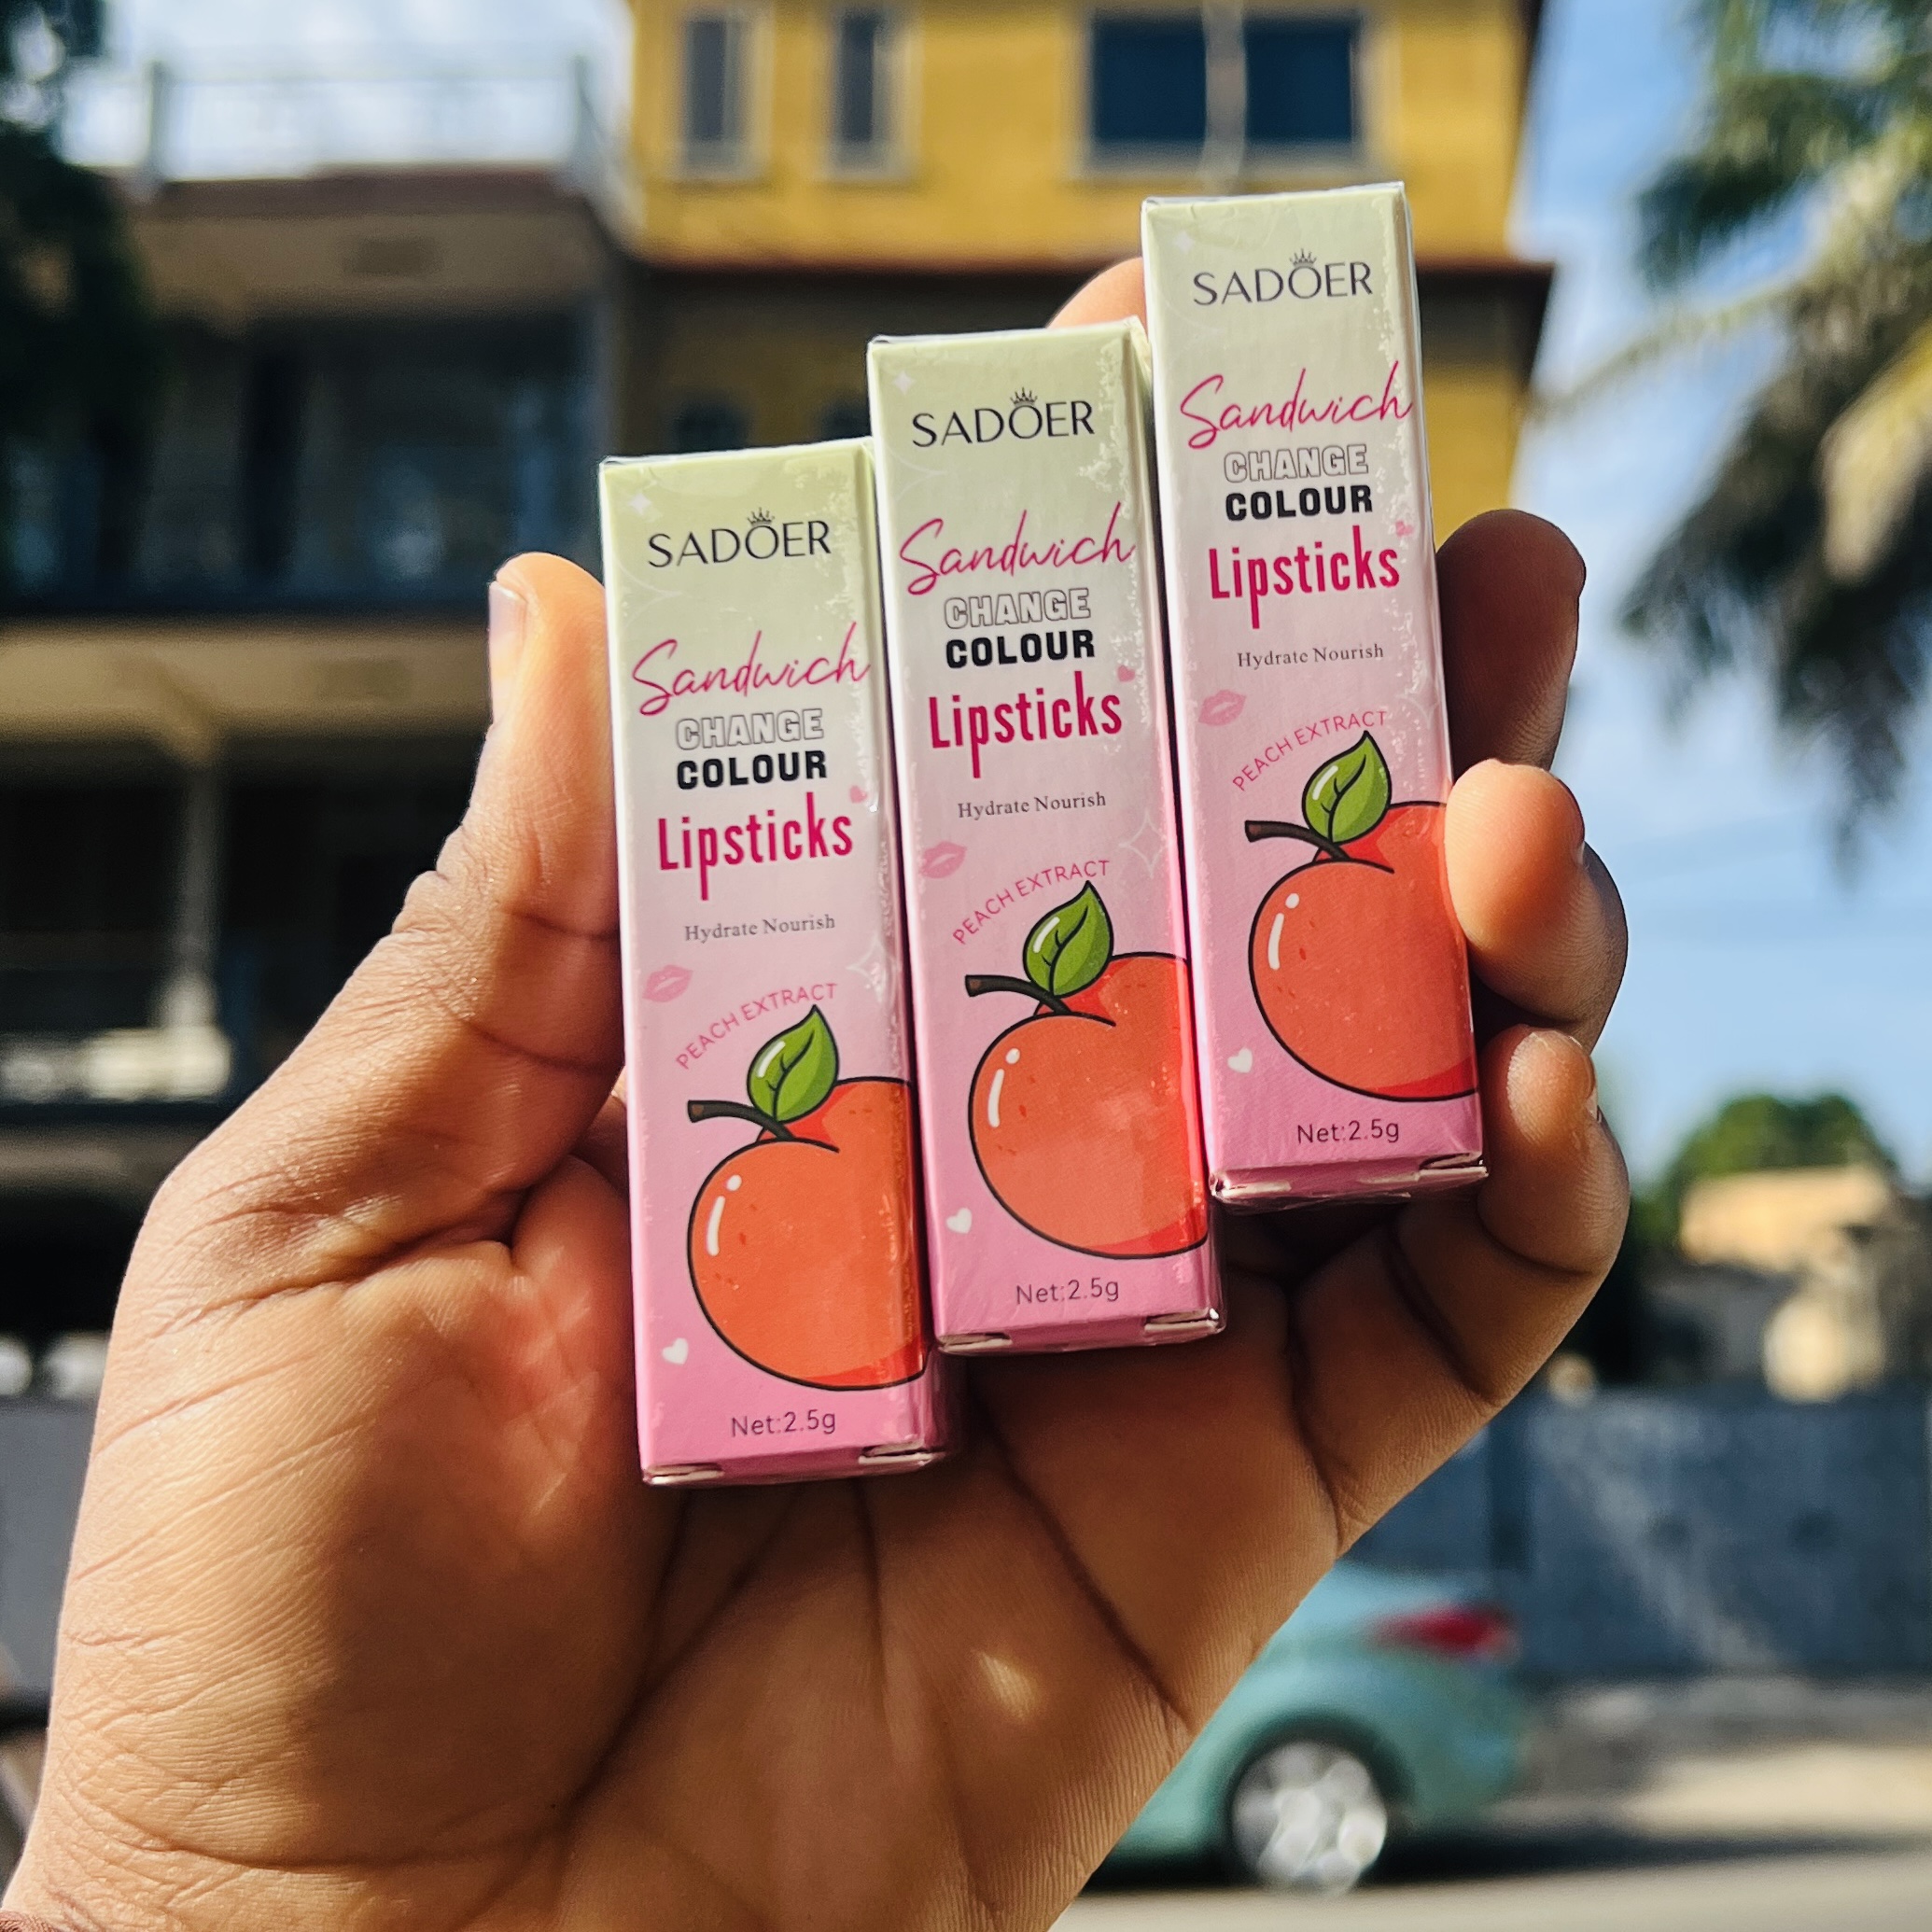 SADOER
Sandwich
CHANGE
COLOUR
Lipsticks
Hydrate Nourish
PEACH EXTRACT
Net:2.5g
SADOER
Sandwich
CHANGE
COLOUR
Lipsticks
Hydrate Nourish
PEACH EXTRACT
Net:2.5g
SADOER
Sandwich
CHANGE
COLOUR
Lipsticks
Hydrate Nourish
PEACH EXTRACT
Net:2.5g